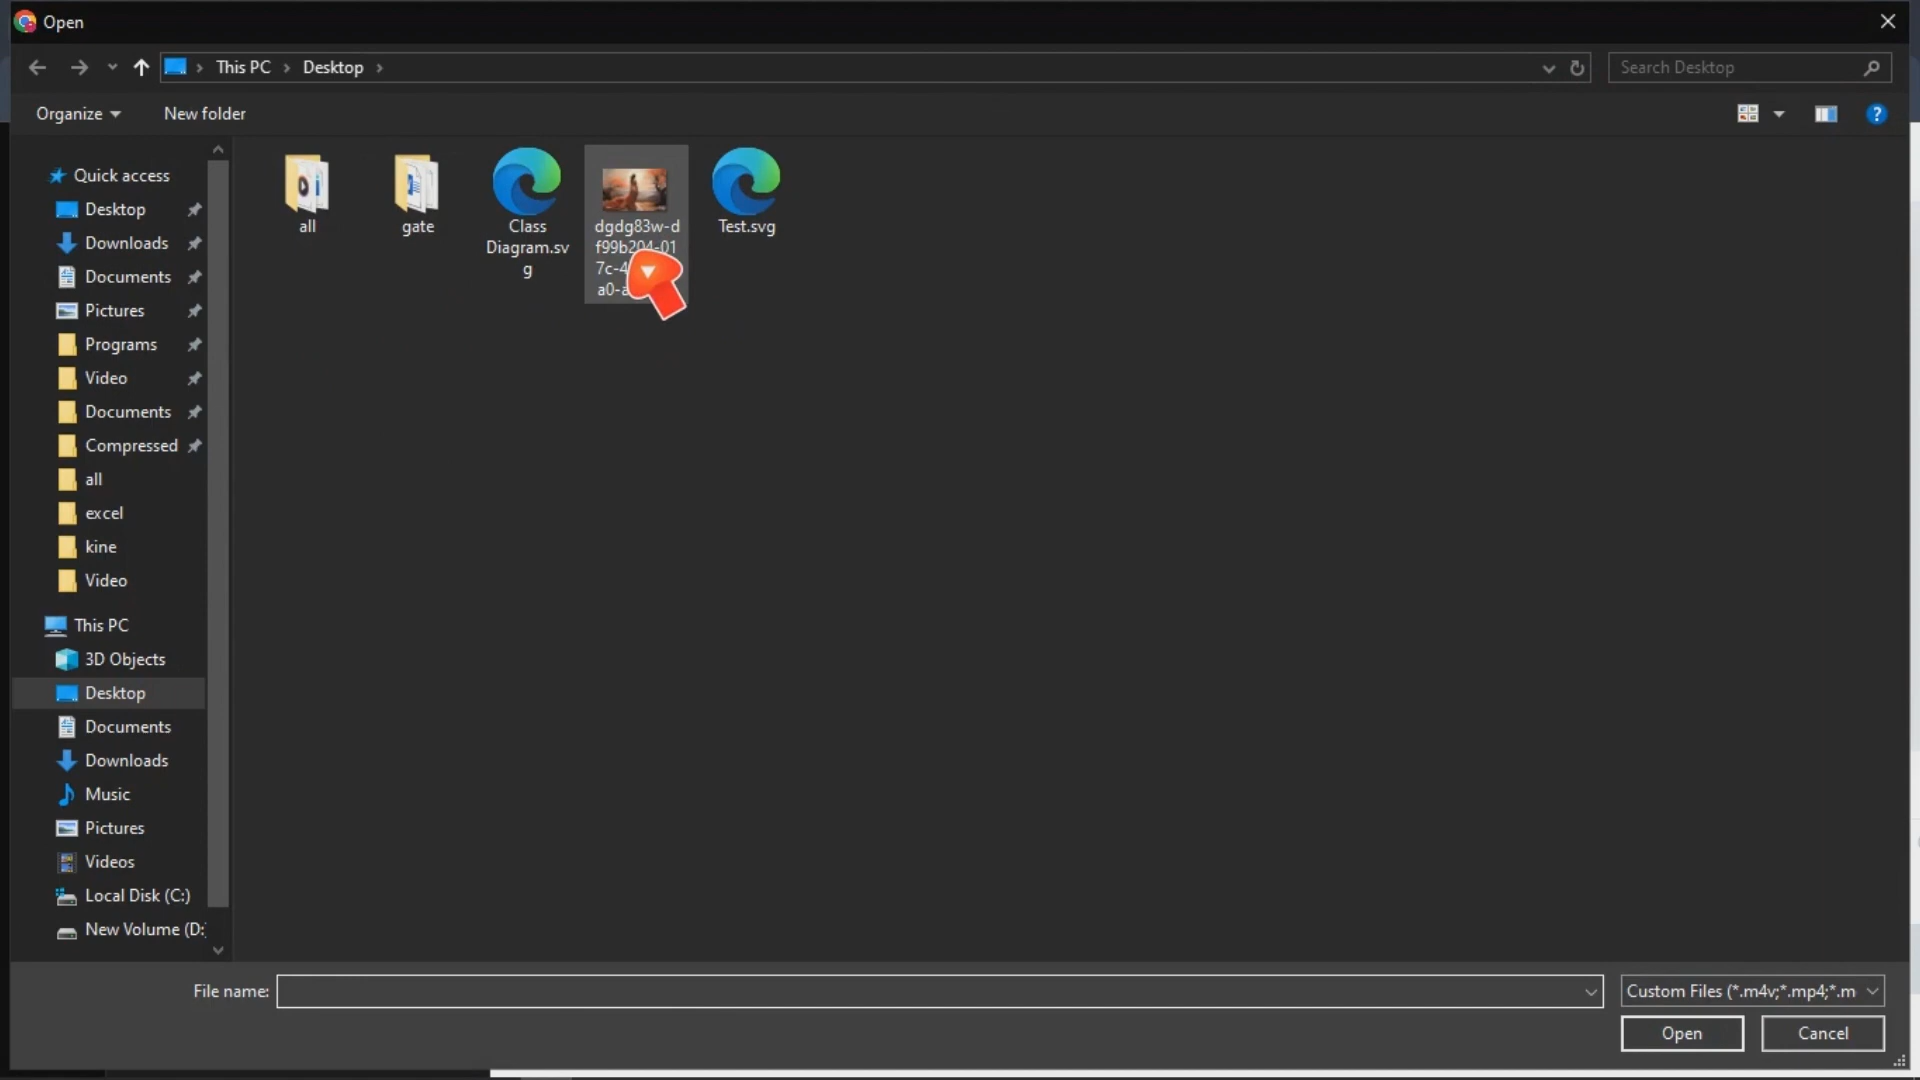 Open
This PC
Desktop
Search Desktop
Organize
New folder
?
Quick access
Desktop
Downloads
Documents
Pictures
Programs
Video
Documents
Compressed
all
excel
kine
Video
This PC
3D Objects
Desktop
Documents
Downloads
Music
Pictures
Videos
Local Disk (C:)
New Volume (D:
all
gate
Class
Diagram.sv
g
dgdg83w-d
f99b204-01
7c-4
a0-a
Test.svg
File name:
Custom Files (*.m4v;*.mp4;*.m
Open
Cancel